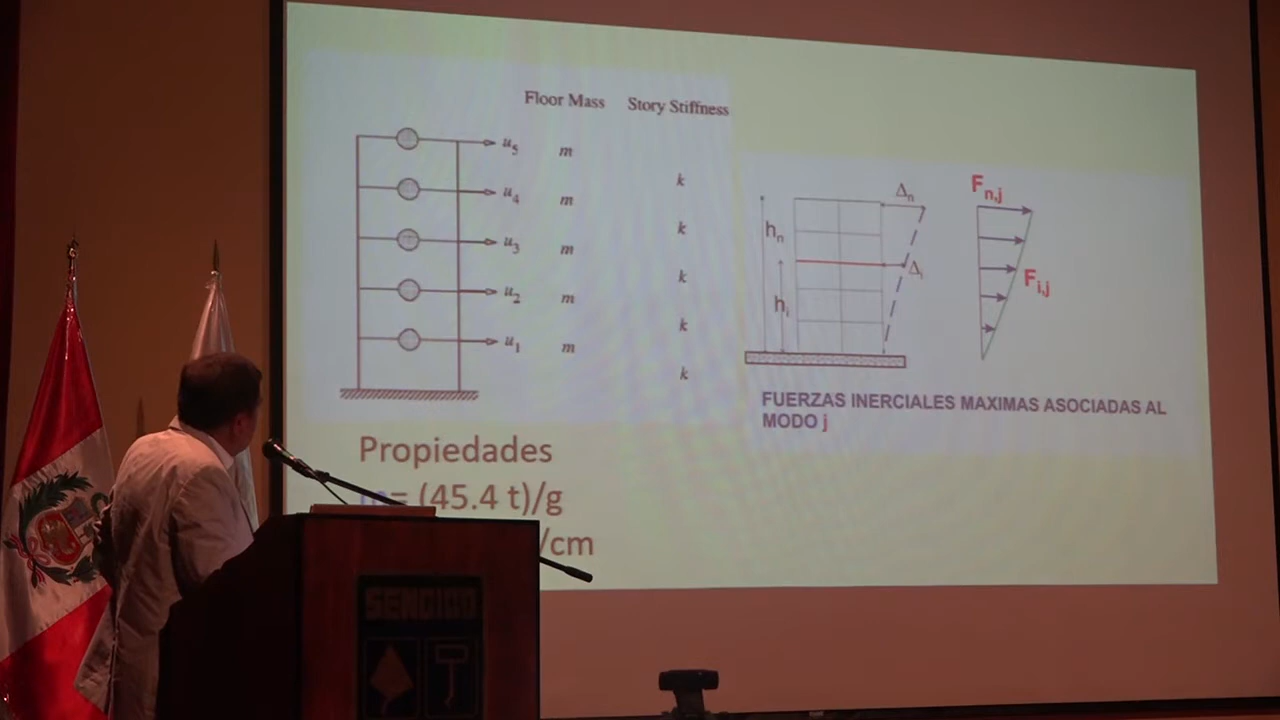 Floor Mass Story Stiffness
u5 m
k
u4 m
k
u3 m
k
u2 m
k
u1 m
k
Δn
hn
Δi
hi
Fn,j
Fi,j
FUERZAS INERCIALES MAXIMAS ASOCIADAS AL
MODO j
Propiedades
= (45.4 t)/g
/cm
SENCICO